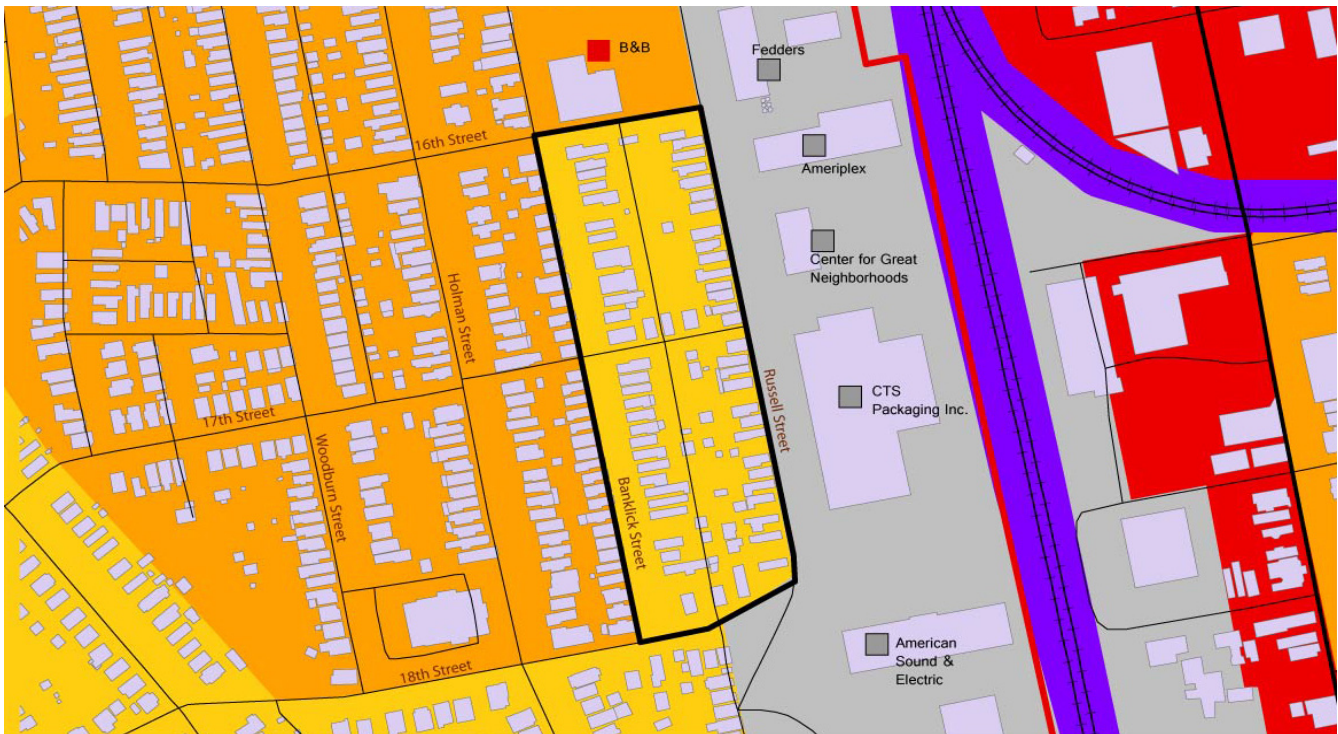 B&B
Fedders
16th Street
Ameriplex
Center for Great
Neighborhoods
Holman Street
Russell Street
CTS
Packaging Inc.
17th Street
Woodburn Street
Banklick Street
American
Sound &
Electric
18th Street